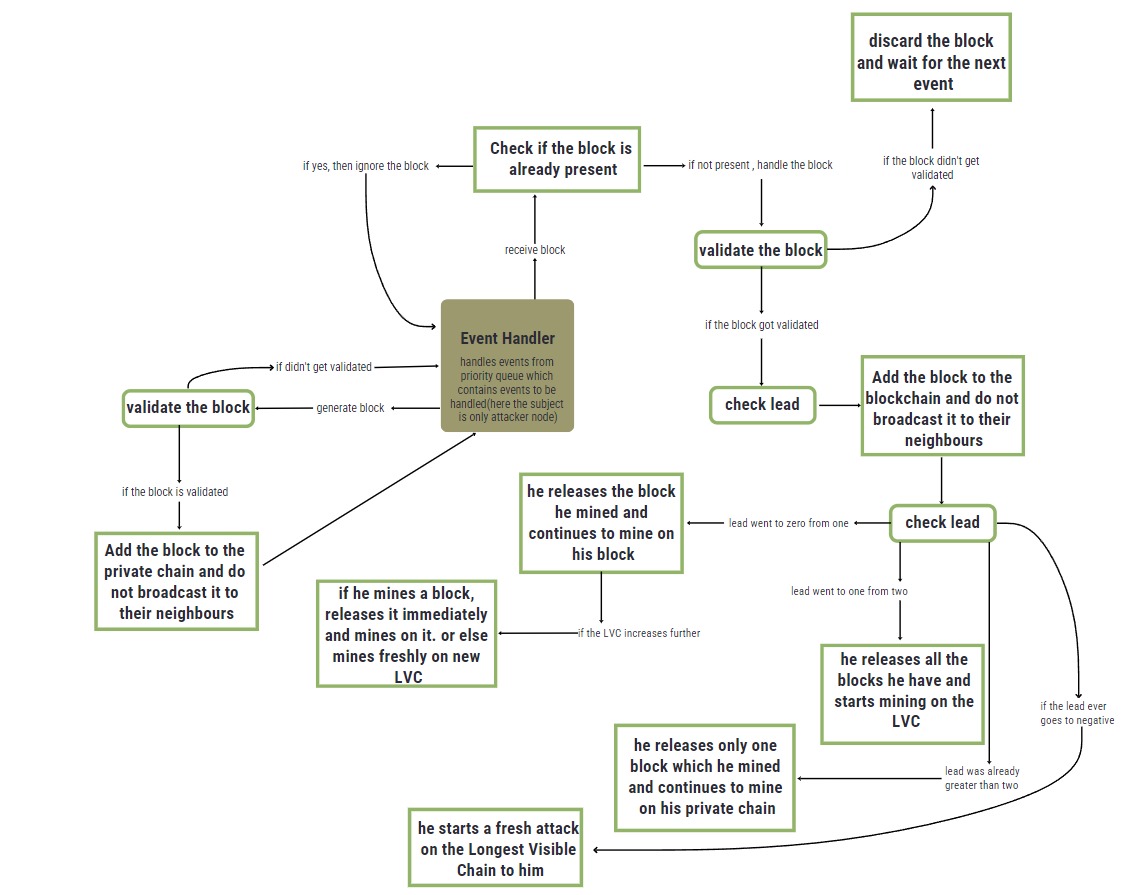 discard the block
and wait for the next
event
Check if the block is
already present
if yes, then ignore the block
if not present , handle the block
if the block didn't get
validated
receive block
validate the block
Event Handler
handles events from
priority queue which
contains events to be
handled(here the subject
is only attacker node)
if the block got validated
if didn't get validated
validate the block
generate block
check lead
Add the block to the
blockchain and do not
broadcast it to their
neighbours
if the block is validated
Add the block to the
private chain and do
not broadcast it to
their neighbours
he releases the block
he mined and
continues to mine on
his block
lead went to zero from one
check lead
lead went to one from two
if he mines a block,
releases it immediately
and mines on it. or else
mines freshly on new
LVC
if the LVC increases further
he releases all the
blocks he have and
starts mining on the
LVC
if the lead ever
goes to negative
he releases only one
block which he mined
and continues to mine
on his private chain
lead was already
greater than two
he starts a fresh attack
on the Longest Visible
Chain to him